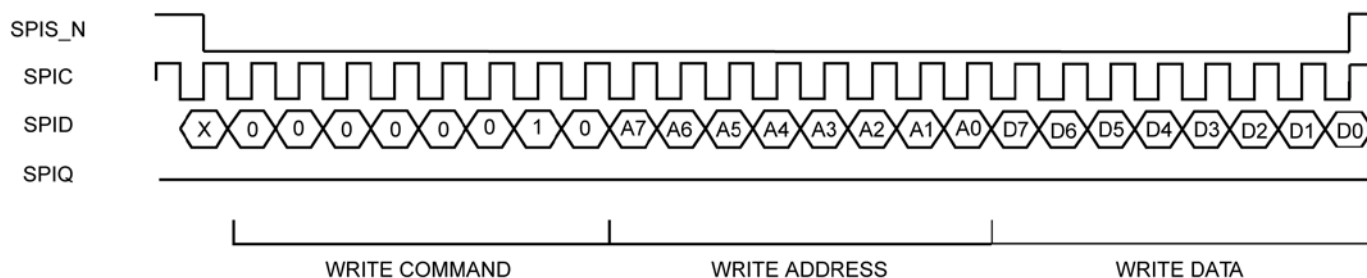 SPIS_N
SPIC
SPID X 0 0 0 0 0 0 1 0 A7 A6 A5 A4 A3 A2 A1 A0 D7 D6 D5 D4 D3 D2 D1 D0
SPIQ
WRITE COMMAND WRITE ADDRESS WRITE DATA